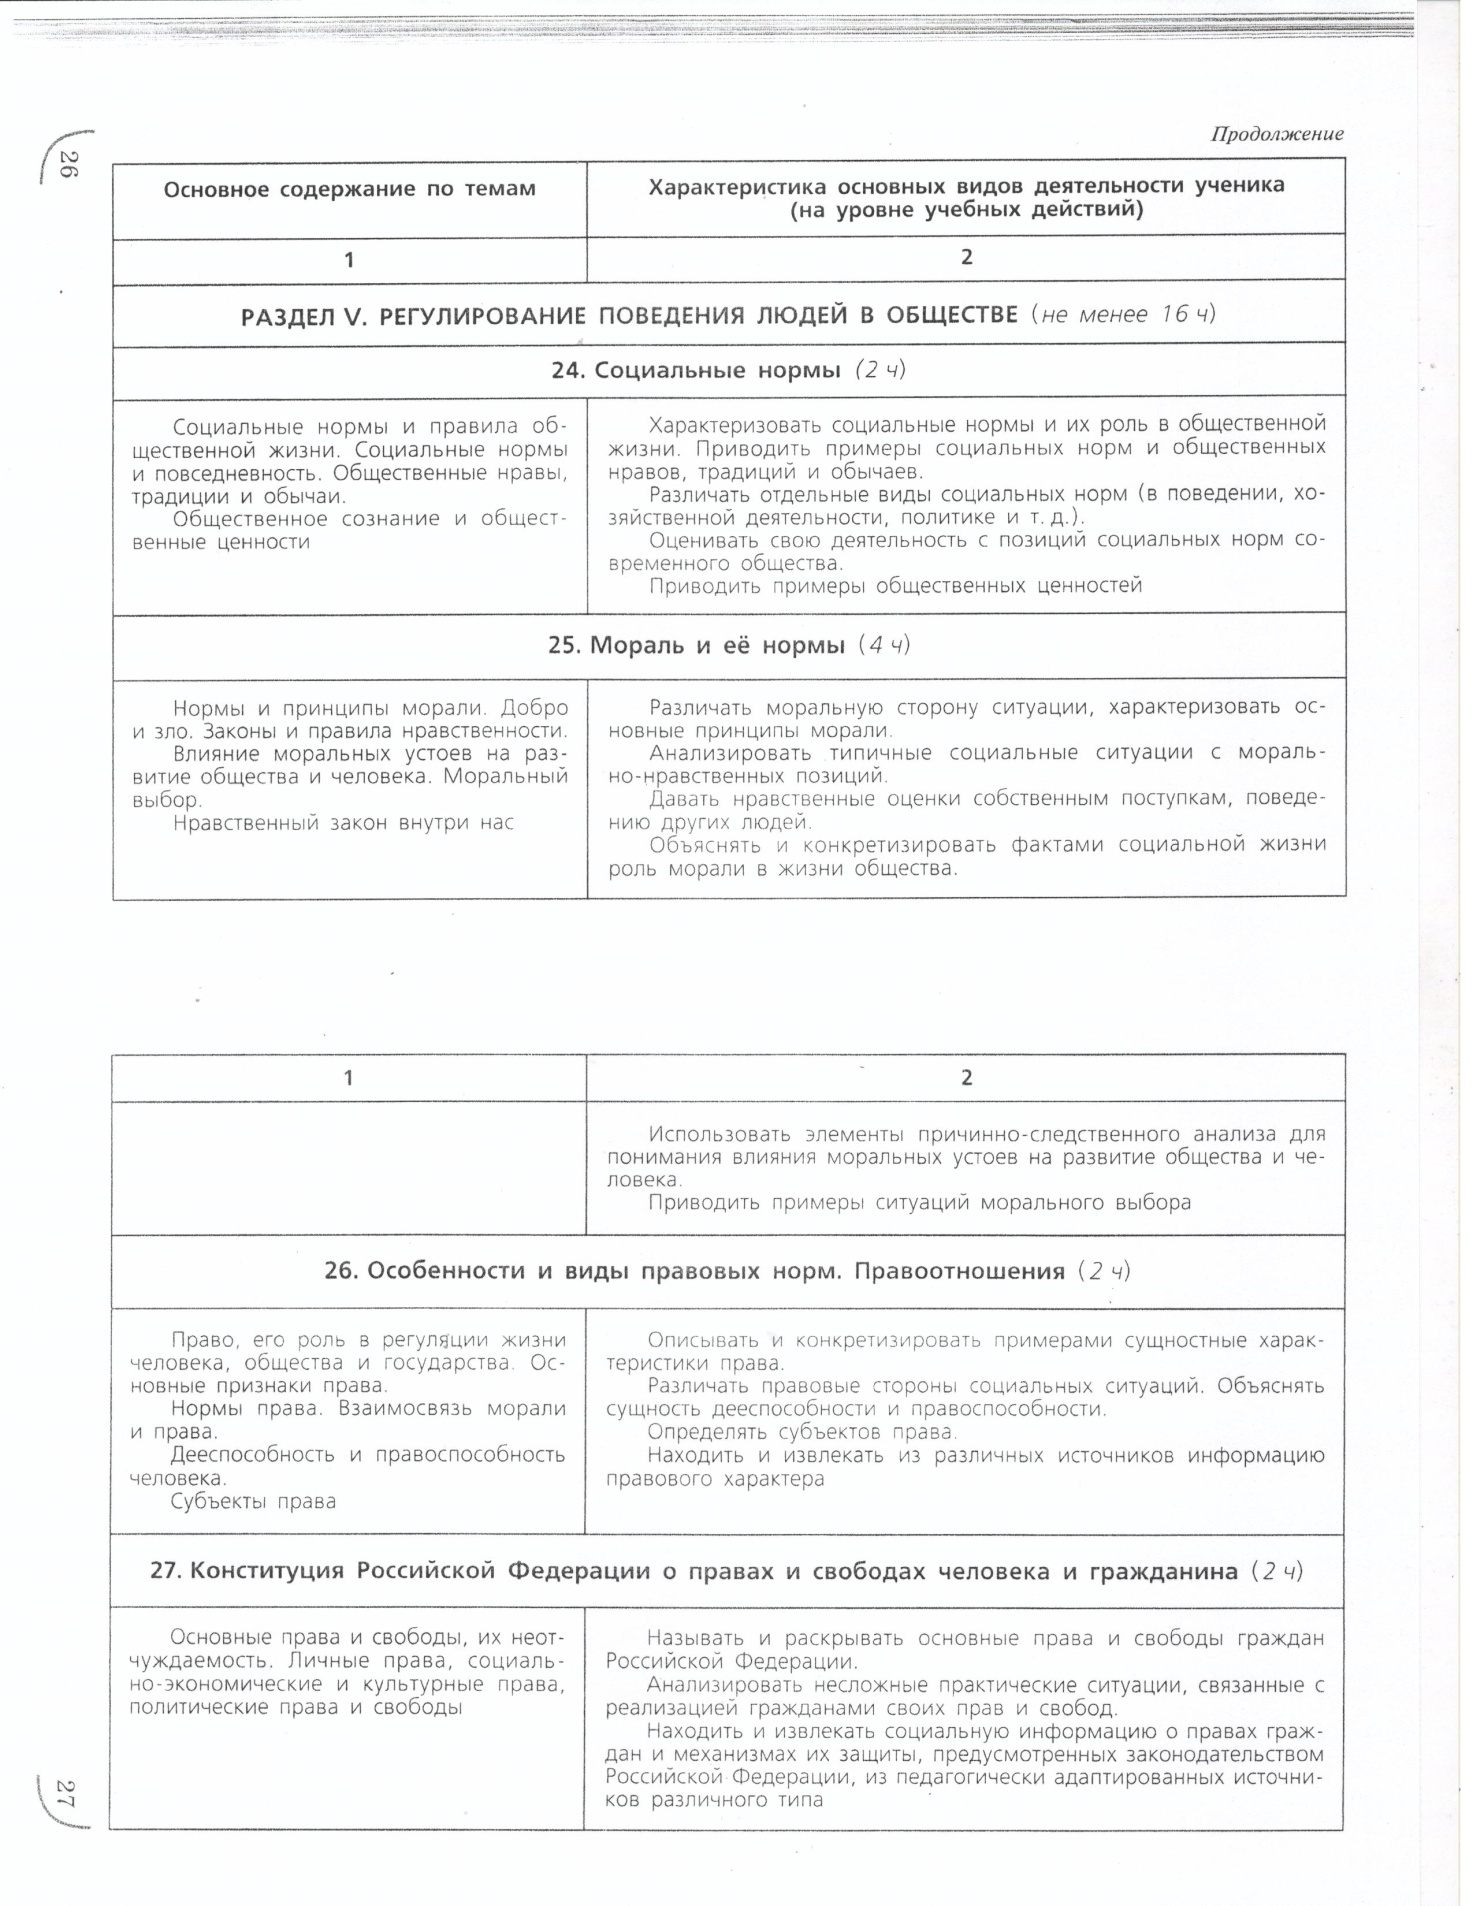 Продолжение
26
Основное содержание по темам
Характеристика основных видов деятельности ученика
(на уровне учебных действий)
1
2
РАЗДЕЛ V. РЕГУЛИРОВАНИЕ ПОВЕДЕНИЯ ЛЮДЕЙ В ОБЩЕСТВЕ (не менее 16 ч)
24. Социальные нормы (2 ч)
Социальные нормы и правила об-
щественной жизни. Социальные нормы
и повседневность. Общественные нравы,
традиции и обычаи.
Общественное сознание и общест-
венные ценности
Характеризовать социальные нормы и их роль в общественной
жизни. Приводить примеры социальных норм и общественных
нравов, традиций и обычаев.
Различать отдельные виды социальных норм (в поведении, хо-
зяйственной деятельности, политике и т. д.).
Оценивать свою деятельность с позиций социальных норм со-
временного общества.
Приводить примеры общественных ценностей
25. Мораль и её нормы (4 ч)
Нормы и принципы морали. Добро
и зло. Законы и правила нравственности.
Влияние моральных устоев на раз-
витие общества и человека. Моральный
выбор.
Нравственный закон внутри нас
Различать моральную сторону ситуации, характеризовать ос-
новные принципы морали.
Анализировать типичные социальные ситуации с мораль-
но-нравственных позиций.
Давать нравственные оценки собственным поступкам, поведе-
нию других людей.
Объяснять и конкретизировать фактами социальной жизни
роль морали в жизни общества.
1
2
Использовать элементы причинно-следственного анализа для
понимания влияния моральных устоев на развитие общества и че-
ловека.
Приводить примеры ситуаций морального выбора
26. Особенности и виды правовых норм. Правоотношения (2 ч)
Право, его роль в регуляции жизни
человека, общества и государства. Ос-
новные признаки права.
Нормы права. Взаимосвязь морали
и права.
Дееспособность и правоспособность
человека.
Субъекты права
Описывать и конкретизировать примерами сущностные харак-
теристики права.
Различать правовые стороны социальных ситуаций. Объяснять
сущность дееспособности и правоспособности.
Определять субъектов права.
Находить и извлекать из различных источников информацию
правового характера
27. Конституция Российской Федерации о правах и свободах человека и гражданина (2 ч)
Основные права и свободы, их неот-
чуждаемость. Личные права, социаль-
но-экономические и культурные права,
политические права и свободы
Называть и раскрывать основные права и свободы граждан
Российской Федерации.
Анализировать несложные практические ситуации, связанные с
реализацией гражданами своих прав и свобод.
Находить и извлекать социальную информацию о правах граж-
дан и механизмах их защиты, предусмотренных законодательством
Российской Федерации, из педагогически адаптированных источни-
ков различного типа
27